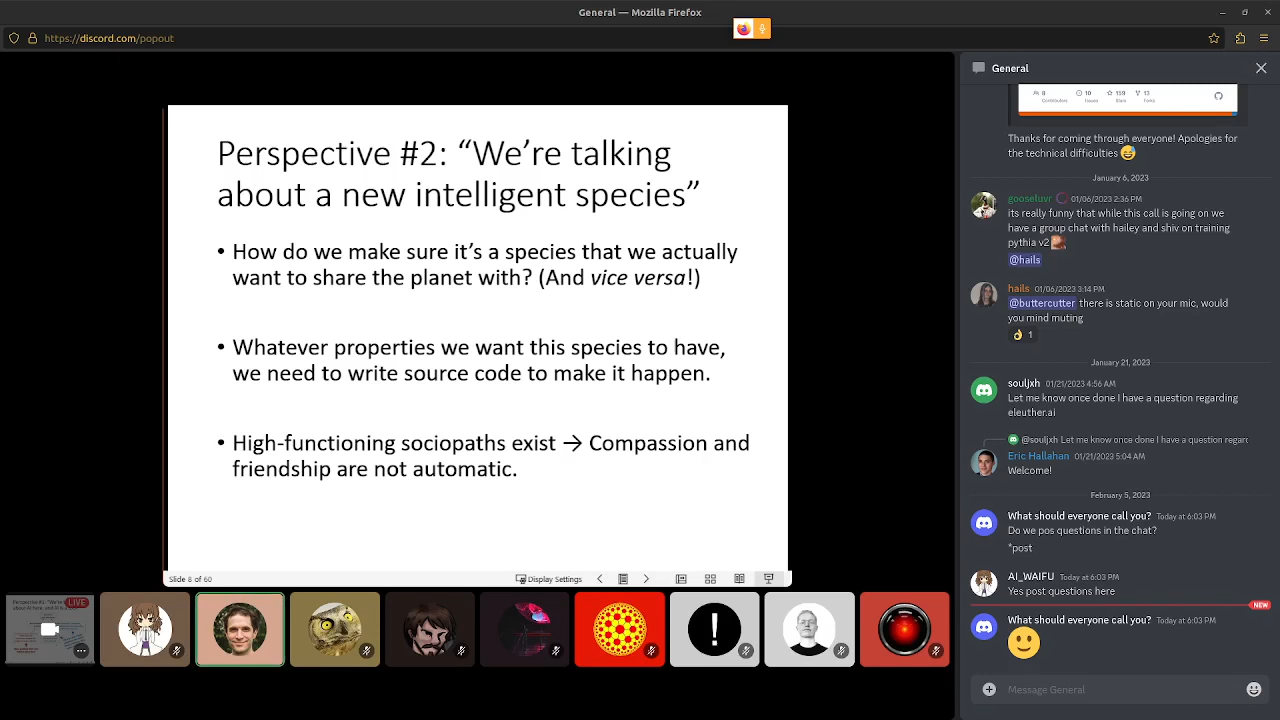 General — Mozilla Firefox
https://discord.com/popout
Perspective #2: “We’re talking
about a new intelligent species”
• How do we make sure it’s a species that we actually
want to share the planet with? (And vice versa!)
• Whatever properties we want this species to have,
we need to write source code to make it happen.
• High-functioning sociopaths exist → Compassion and
friendship are not automatic.
Slide 8 of 60
Display Settings
LIVE
!
General
8
10
159
13
Contributors
Issues
Stars
Forks
Thanks for coming through everyone! Apologies for
the technical difficulties
January 6, 2023
gooseluvr 01/06/2023 2:36 PM
its really funny that while this call is going on we
have a group chat with hailey and shiv on training
pythia v2
@hails
hails 01/06/2023 3:14 PM
@buttercutter there is static on your mic, would
you mind muting
1
January 21, 2023
souljxh 01/21/2023 4:56 AM
Let me know once done I have a question regarding
eleuther.ai
@souljxh Let me know once done I have a question regart
Eric Hallahan 01/21/2023 5:04 AM
Welcome!
February 5, 2023
What should everyone call you? Today at 6:03 PM
Do we pos questions in the chat?
*post
AI_WAIFU Today at 6:03 PM
Yes post questions here
NEW
What should everyone call you? Today at 6:03 PM
Message General